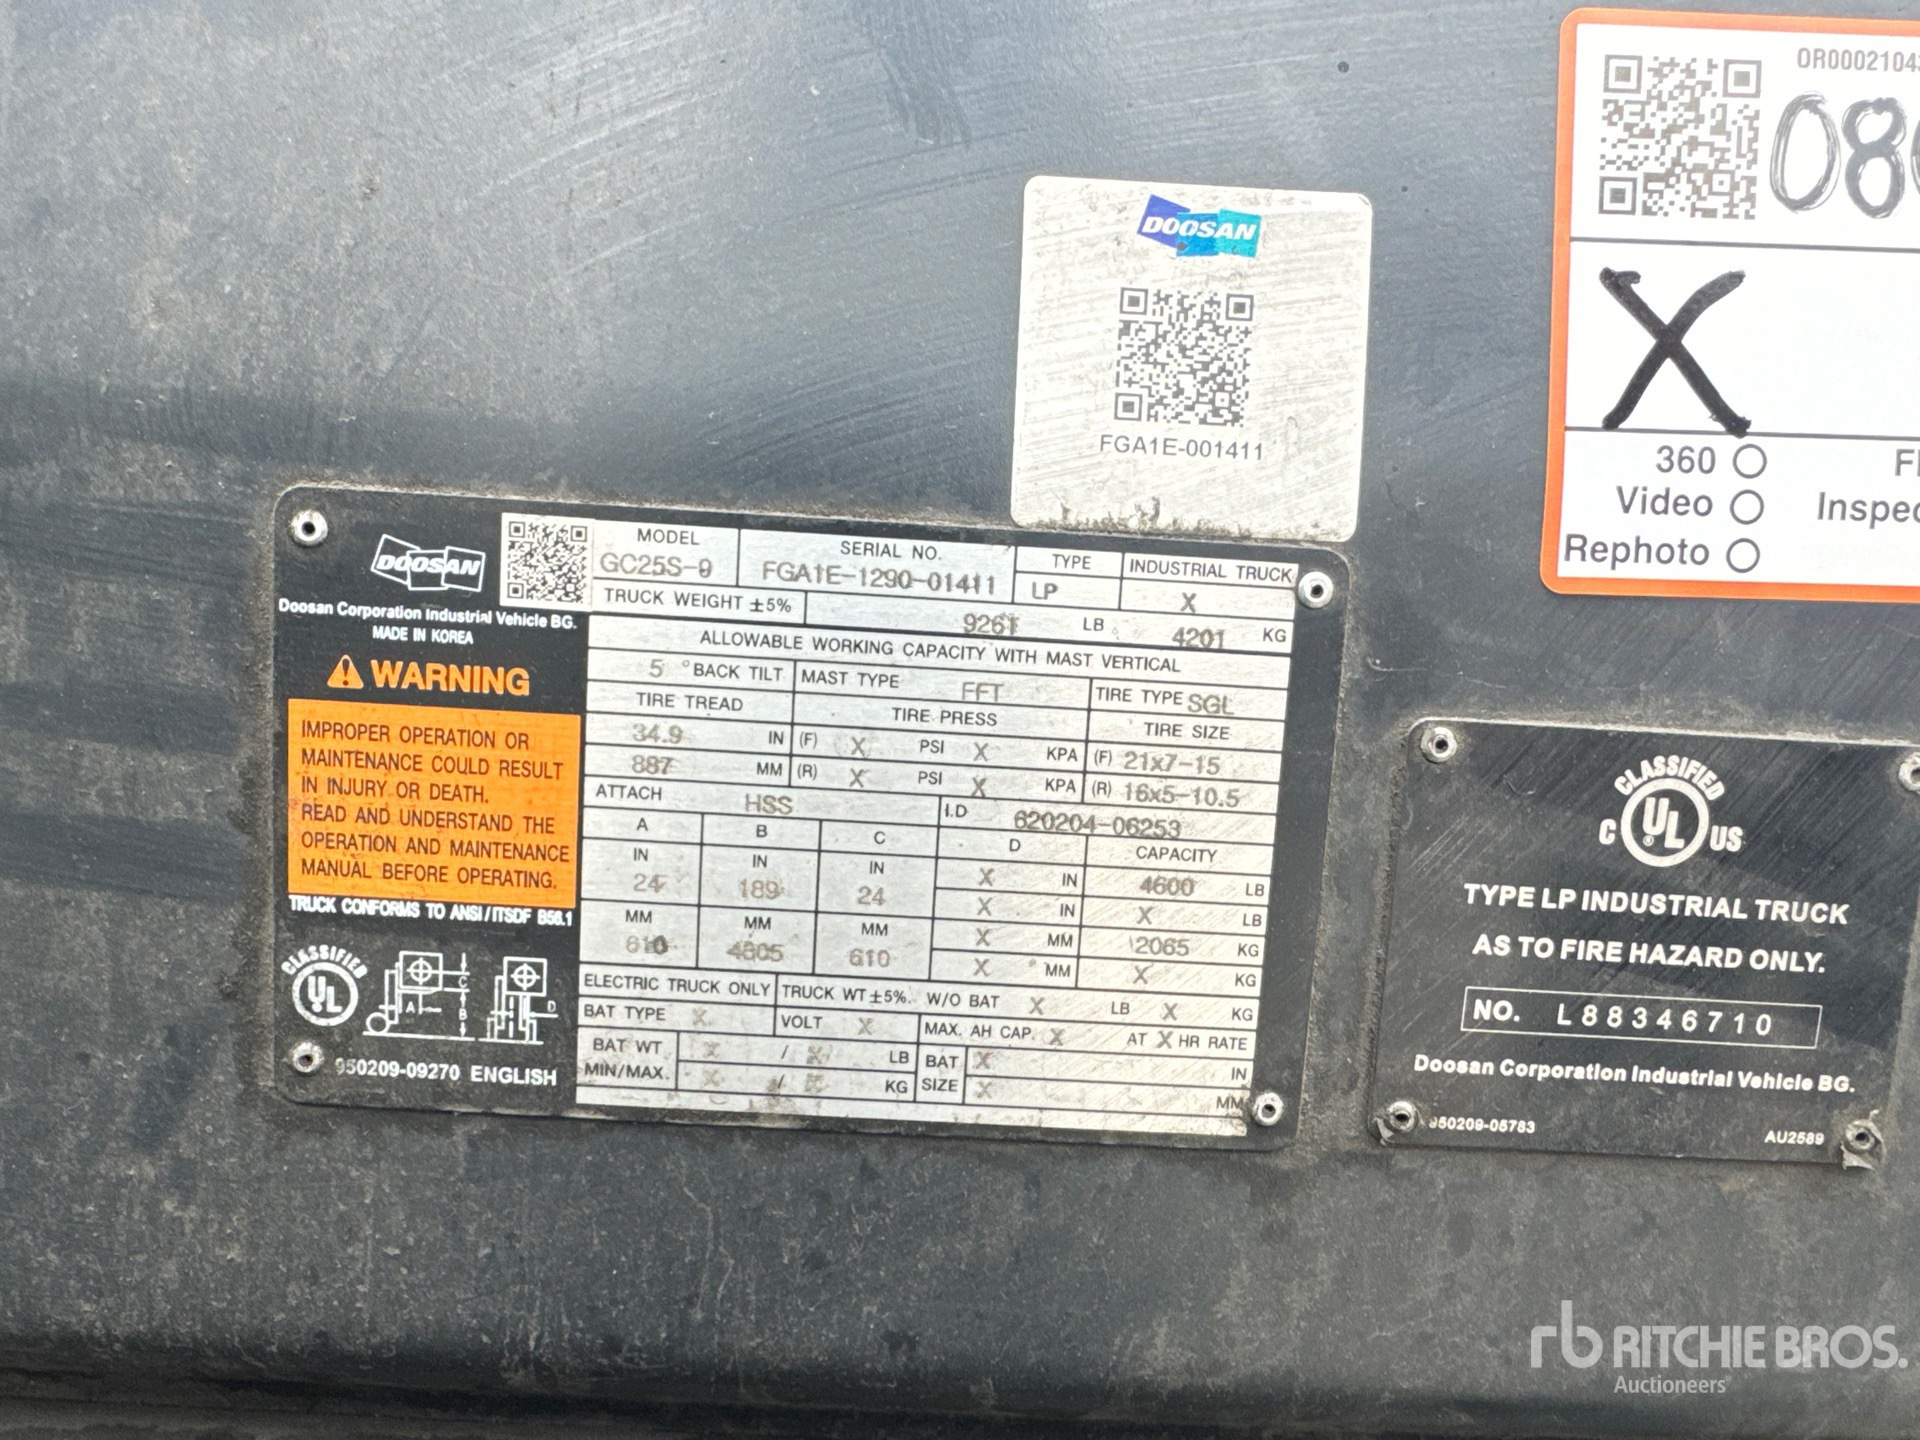 OR0002104
08
X
360
Video
Inspec
Rephoto
DOOSAN
FGA1E-001411
DOOSAN
Doosan Corporation Industrial Vehicle BG.
MADE IN KOREA
WARNING
IMPROPER OPERATION OR
MAINTENANCE COULD RESULT
IN INJURY OR DEATH.
READ AND UNDERSTAND THE
OPERATION AND MAINTENANCE
MANUAL BEFORE OPERATING.
TRUCK CONFORMS TO ANSI/ITSDF B56.1
CLASSIFIED
UL
A B C D
950209-09270 ENGLISH
MODEL SERIAL NO. TYPE INDUSTRIAL TRUCK
GC25S-9 FGA1E-1290-01411 LP X
TRUCK WEIGHT ±5% 9261 LB 4201 KG
ALLOWABLE WORKING CAPACITY WITH MAST VERTICAL
5 ° BACK TILT MAST TYPE FFT TIRE TYPE SGL
TIRE TREAD TIRE PRESS TIRE SIZE
34.9 IN (F) X PSI X KPA (F) 21x7-15
887 MM (R) X PSI X KPA (R) 16x5-10.5
ATTACH HSS I.D 620204-06253
A B C D CAPACITY
IN IN IN X IN 4600 LB
24 189 24 X IN X LB
MM MM MM X MM 2065 KG
610 4805 610 X MM X KG
ELECTRIC TRUCK ONLY TRUCK WT ±5% W/O BAT X LB X KG
BAT TYPE X VOLT X MAX. AH CAP. X AT X HR RATE
BAT WT X / X LB BAT X IN
MIN/MAX. X / X KG SIZE X MM
CLASSIFIED
C UL US
TYPE LP INDUSTRIAL TRUCK
AS TO FIRE HAZARD ONLY.
NO. L88346710
Doosan Corporation Industrial Vehicle BG.
950209-05783 AU2589
rb RITCHIE BROS.
Auctioneers